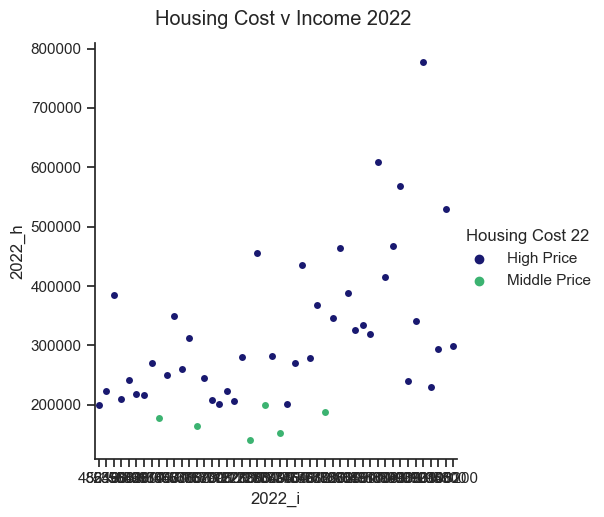 Housing Cost v Income 2022
800000
700000
600000
500000
400000
300000
200000
2022_h
2022_i
Housing Cost 22
High Price
Middle Price